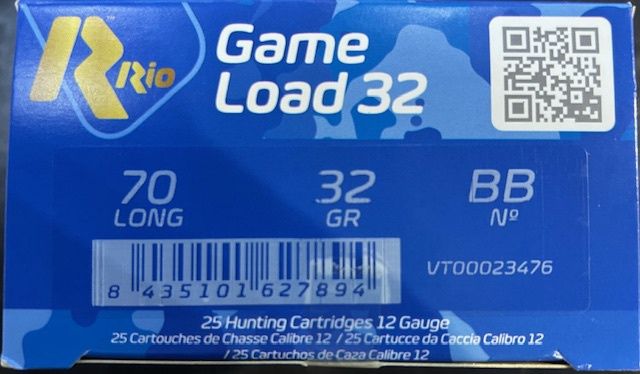 Rio
Game
Load 32
70
LONG
32
GR
BB
Nº
8 435101 627894
VT00023476
25 Hunting Cartridges 12 Gauge
25 Cartouches de Chasse Calibre 12 / 25 Cartucce da Caccia Calibro 12
/ 25 Cartuchos de Caza Calibre 12